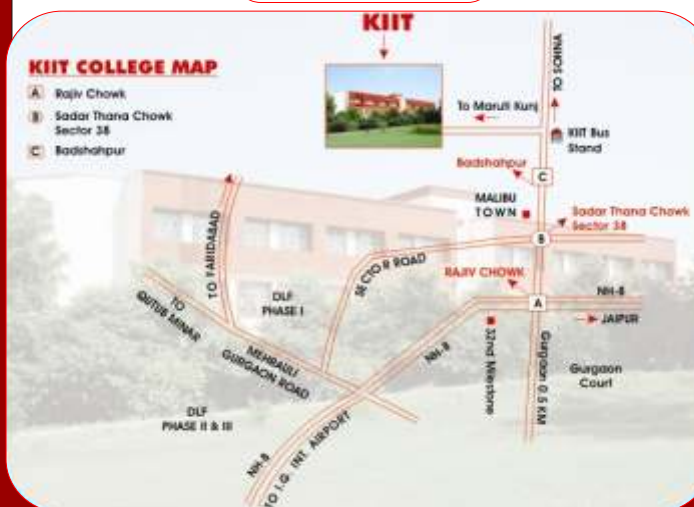 KIIT
KIIT COLLEGE MAP
A Rajiv Chowk
B Sadar Thana Chowk
Sector 38
C Badshahpur
TO SOHNA
To Maruti Kunj
KIIT Bus
Stand
Badshahpur
C
MALIBU
TOWN
Sadar Thana Chowk
Sector 38
B
SECTOR ROAD
RAJIV CHOWK
TO FARIDABAD
DLF
PHASE I
TO
QUTUB MINAR
MEHRAULI
GURGAON ROAD
A
NH-8
JAIPUR
NH-8
32nd Milestone
Gurgaon 0.5 KM
Gurgaon
Court
DLF
PHASE II & III
NH-8
TO I.G. INT. AIRPORT